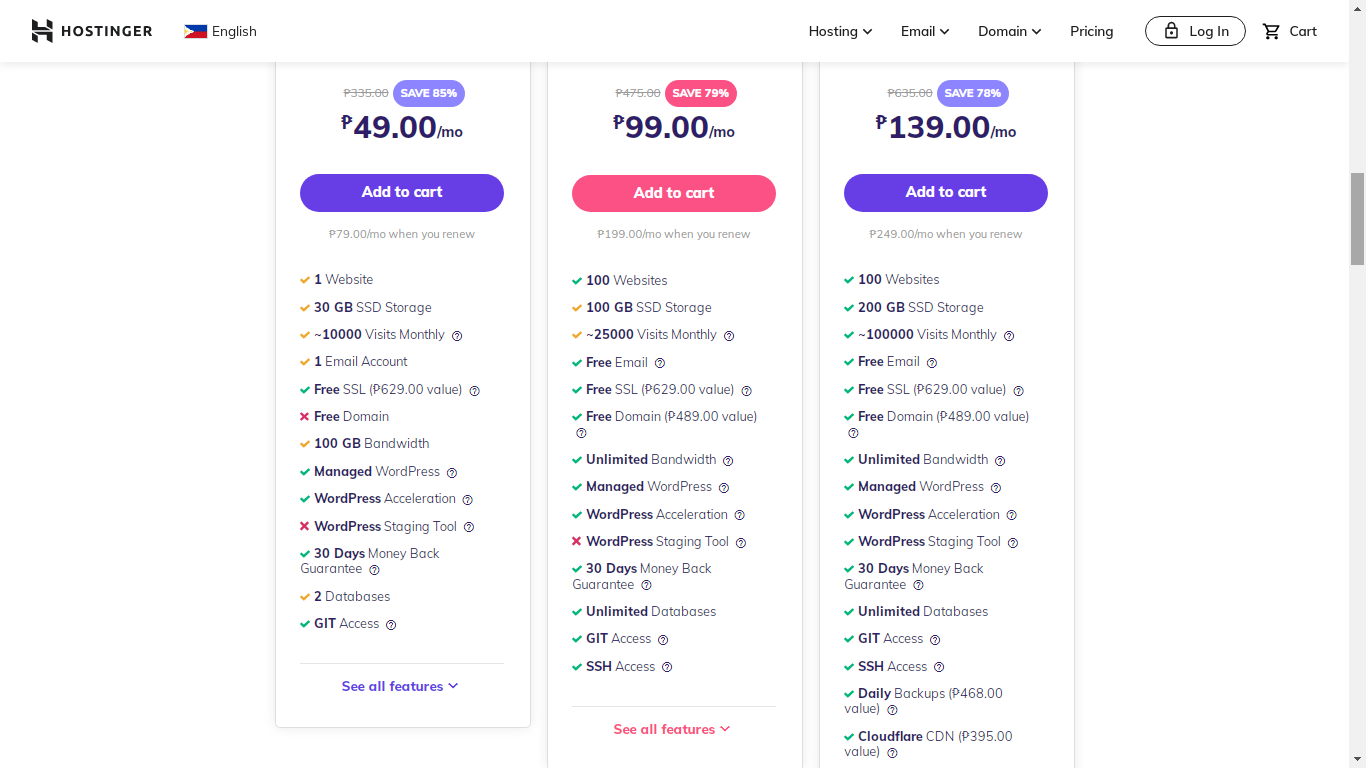 HOSTINGER
English
Hosting
Email
Domain
Pricing
Log In
Cart
₱335.00 SAVE 85%
₱49.00/mo
Add to cart
₱79.00/mo when you renew
1 Website
30 GB SSD Storage
~10000 Visits Monthly
1 Email Account
Free SSL (₱629.00 value)
Free Domain
100 GB Bandwidth
Managed WordPress
WordPress Acceleration
WordPress Staging Tool
30 Days Money Back
Guarantee
2 Databases
GIT Access
See all features
₱475.00 SAVE 79%
₱99.00/mo
Add to cart
₱199.00/mo when you renew
100 Websites
100 GB SSD Storage
~25000 Visits Monthly
Free Email
Free SSL (₱629.00 value)
Free Domain (₱489.00 value)
Unlimited Bandwidth
Managed WordPress
WordPress Acceleration
WordPress Staging Tool
30 Days Money Back
Guarantee
Unlimited Databases
GIT Access
SSH Access
See all features
₱635.00 SAVE 78%
₱139.00/mo
Add to cart
₱249.00/mo when you renew
100 Websites
200 GB SSD Storage
~100000 Visits Monthly
Free Email
Free SSL (₱629.00 value)
Free Domain (₱489.00 value)
Unlimited Bandwidth
Managed WordPress
WordPress Acceleration
WordPress Staging Tool
30 Days Money Back
Guarantee
Unlimited Databases
GIT Access
SSH Access
Daily Backups (₱468.00
value)
Cloudflare CDN (₱395.00
value)